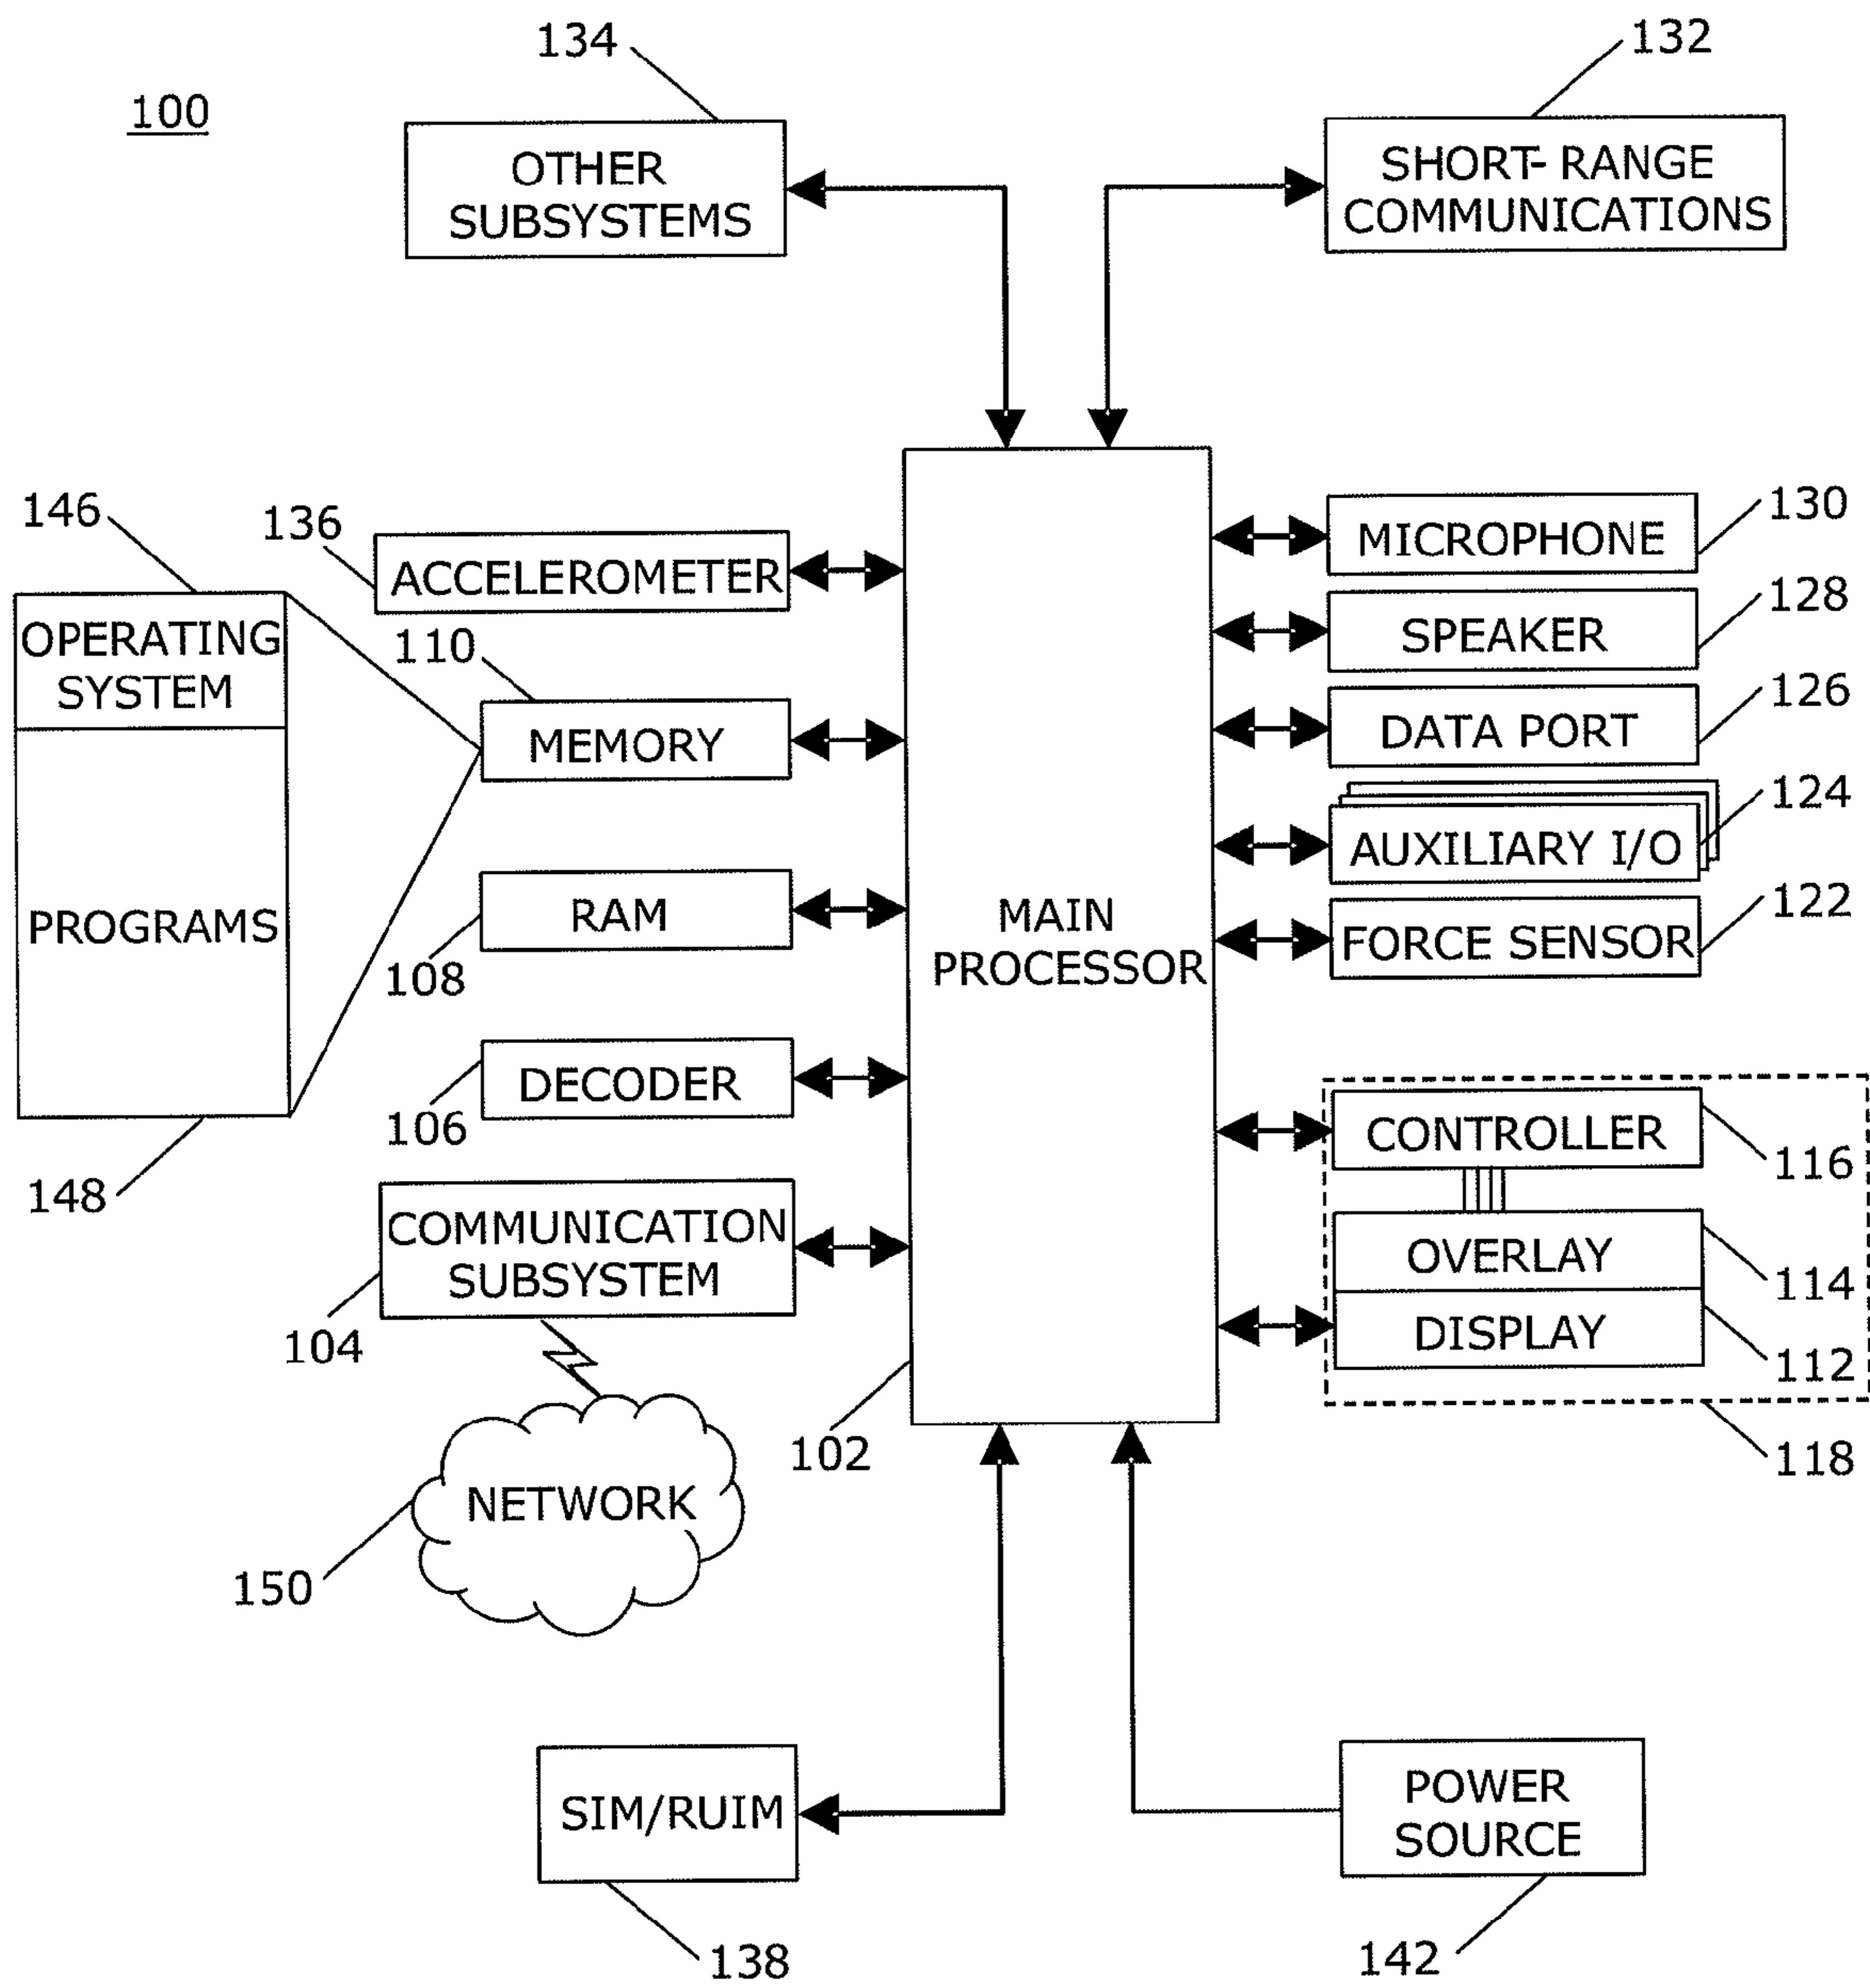 134
132
100
OTHER
SUBSYSTEMS
SHORT-RANGE
COMMUNICATIONS
146
136
ACCELEROMETER
MICROPHONE
130
OPERATING
SYSTEM
110
MEMORY
SPEAKER
128
DATA PORT
126
AUXILIARY I/O
124
PROGRAMS
RAM
108
MAIN
PROCESSOR
FORCE SENSOR
122
DECODER
106
CONTROLLER
116
148
COMMUNICATION
SUBSYSTEM
104
OVERLAY
114
DISPLAY
112
102
118
NETWORK
150
SIM/RUIM
138
POWER
SOURCE
142